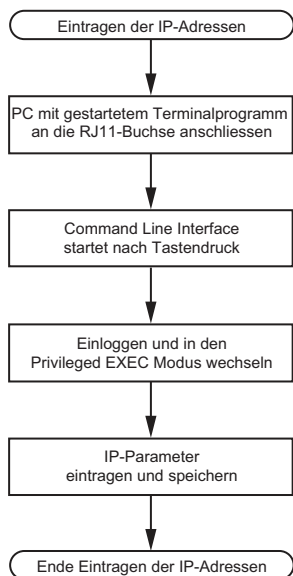 Eintragen der IP-Adressen
PC mit gestartetem Terminalprogramm
an die RJ11-Buchse anschliessen
Command Line Interface
startet nach Tastendruck
Einloggen und in den
Privileged EXEC Modus wechseln
IP-Parameter
eintragen und speichern
Ende Eintragen der IP-Adressen